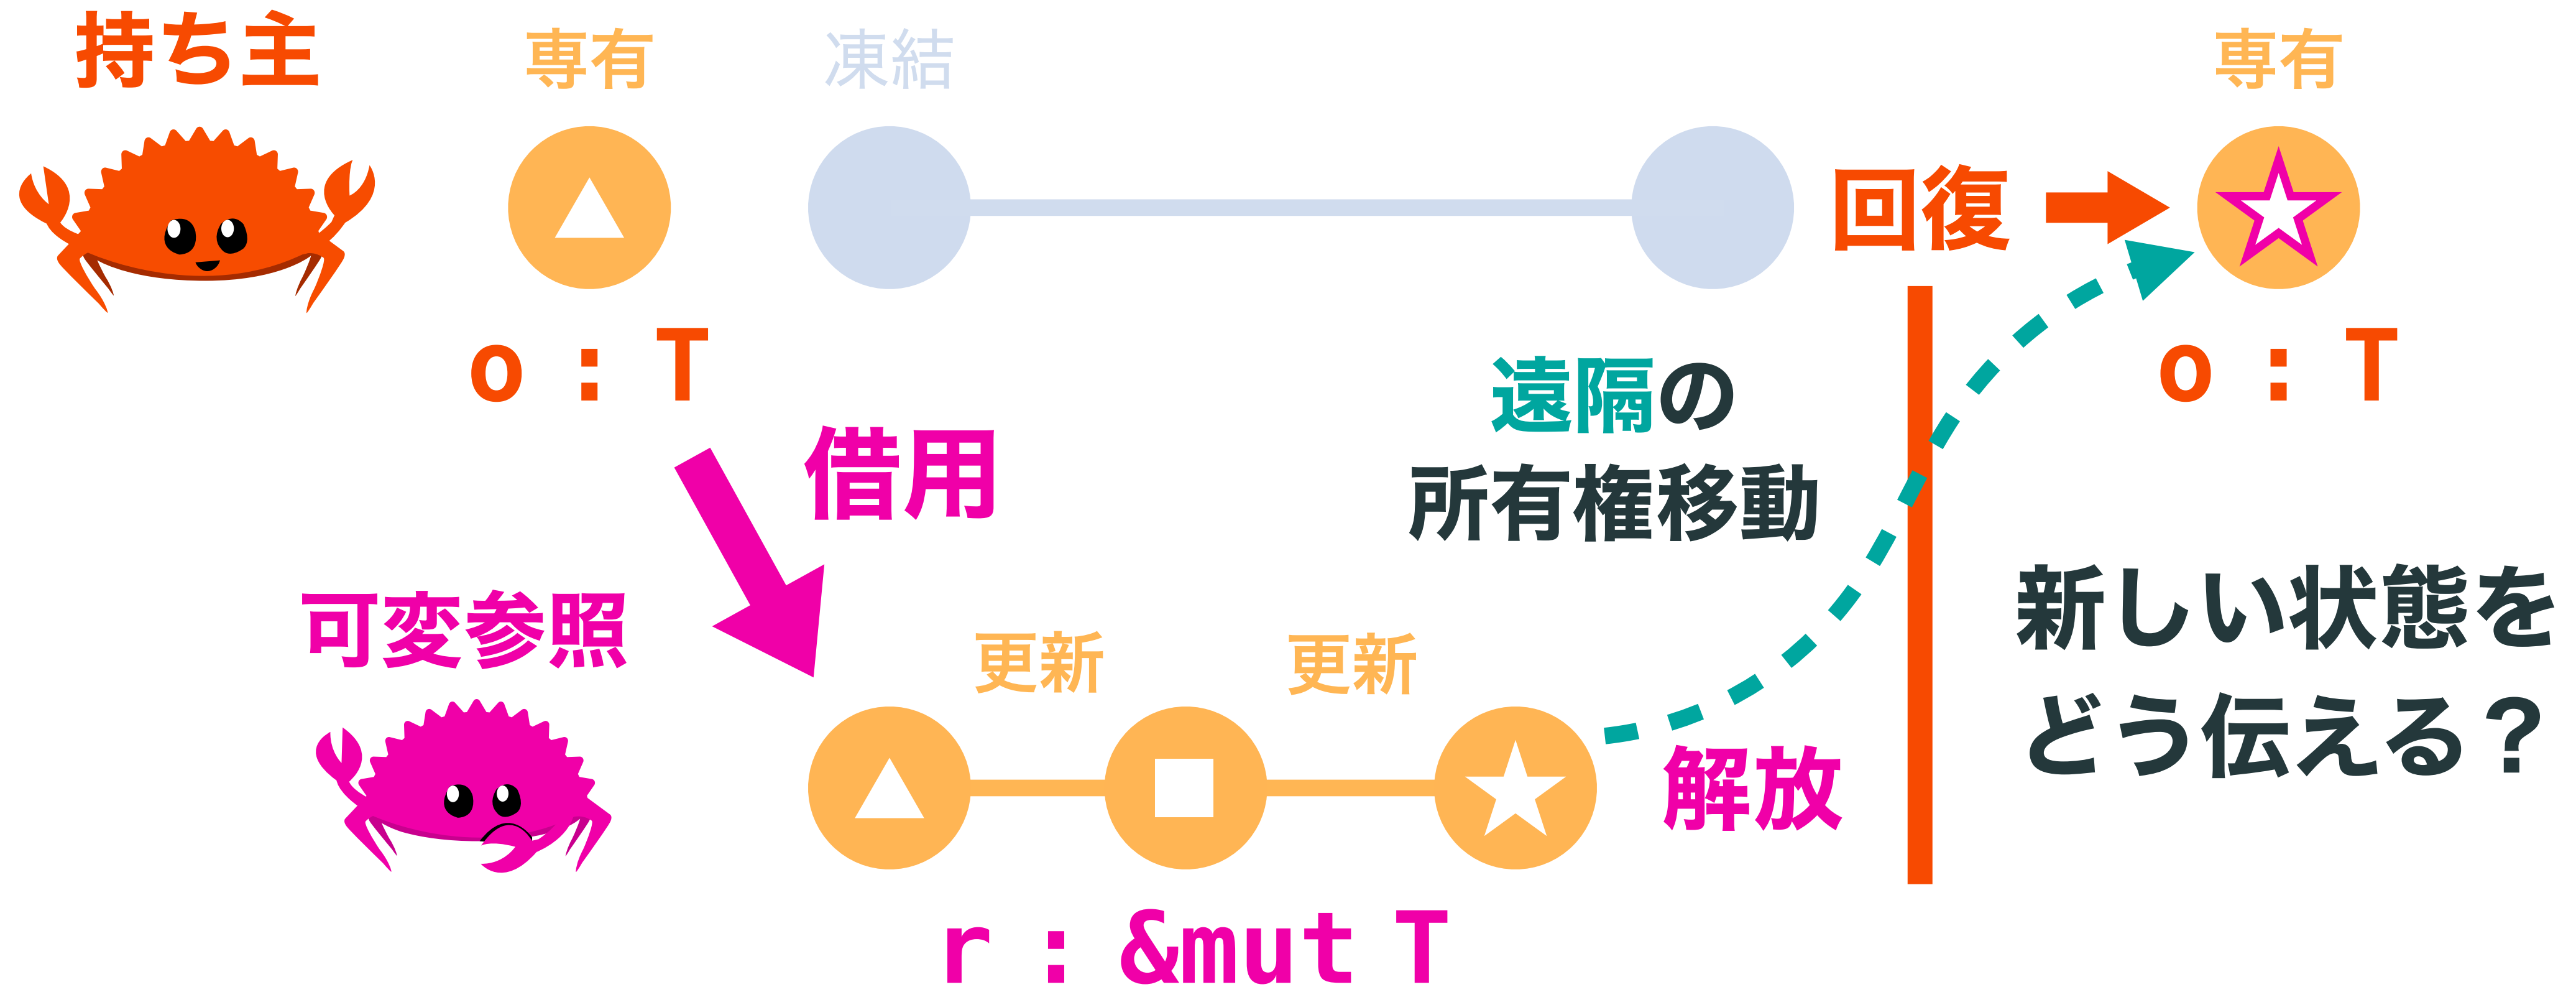 持ち主
専有
凍結
専有
回復
o : T
o : T
借用
遠隔の
所有権移動
可変参照
更新
更新
解放
新しい状態を
どう伝える？
r : &mut T